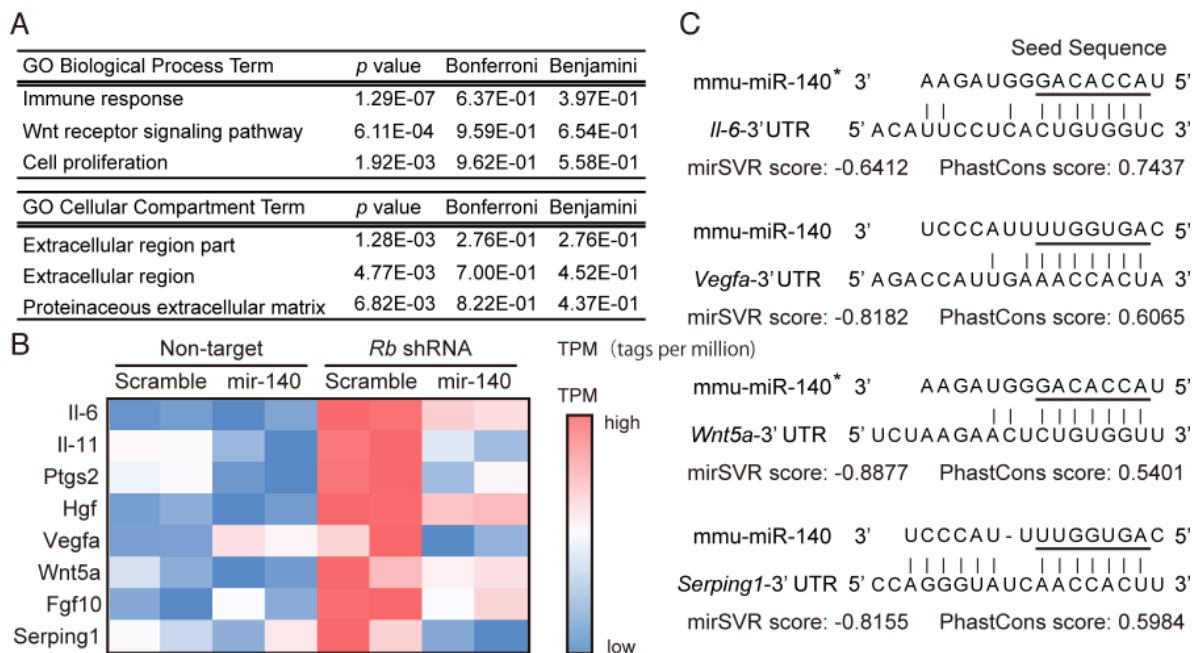 A
GO Biological Process Term p value Bonferroni Benjamini
Immune response 1.29E-07 6.37E-01 3.97E-01
Wnt receptor signaling pathway 6.11E-04 9.59E-01 6.54E-01
Cell proliferation 1.92E-03 9.62E-01 5.58E-01
GO Cellular Compartment Term p value Bonferroni Benjamini
Extracellular region part 1.28E-03 2.76E-01 2.76E-01
Extracellular region 4.77E-03 7.00E-01 4.52E-01
Proteinaceous extracellular matrix 6.82E-03 8.22E-01 4.37E-01
B
Non-target Rb shRNA
Scramble mir-140 Scramble mir-140
Il-6
Il-11
Ptgs2
Hgf
Vegfa
Wnt5a
Fgf10
Serping1
TPM (tags per million)
TPM
high
low
C
Seed Sequence
mmu-miR-140* 3' AAGAUGGGACACCAU 5'
Il-6-3'UTR 5' ACAUUCCUCACUGUGGUC 3'
mirSVR score: -0.6412 PhastCons score: 0.7437
mmu-miR-140 3' UCCCAUUUUGGUGAC 5'
Vegfa-3' UTR 5' AGACCAUUGAAACCACUA 3'
mirSVR score: -0.8182 PhastCons score: 0.6065
mmu-miR-140* 3' AAGAUGGGACACCAU 5'
Wnt5a-3' UTR 5' UCUAAGAACUCUGUGGUU 3'
mirSVR score: -0.8877 PhastCons score: 0.5401
mmu-miR-140 3' UCCCAU-UUUGGUGAC 5'
Serping1-3' UTR 5' CCAGGGUAUCAACCACUU 3'
mirSVR score: -0.8155 PhastCons score: 0.5984